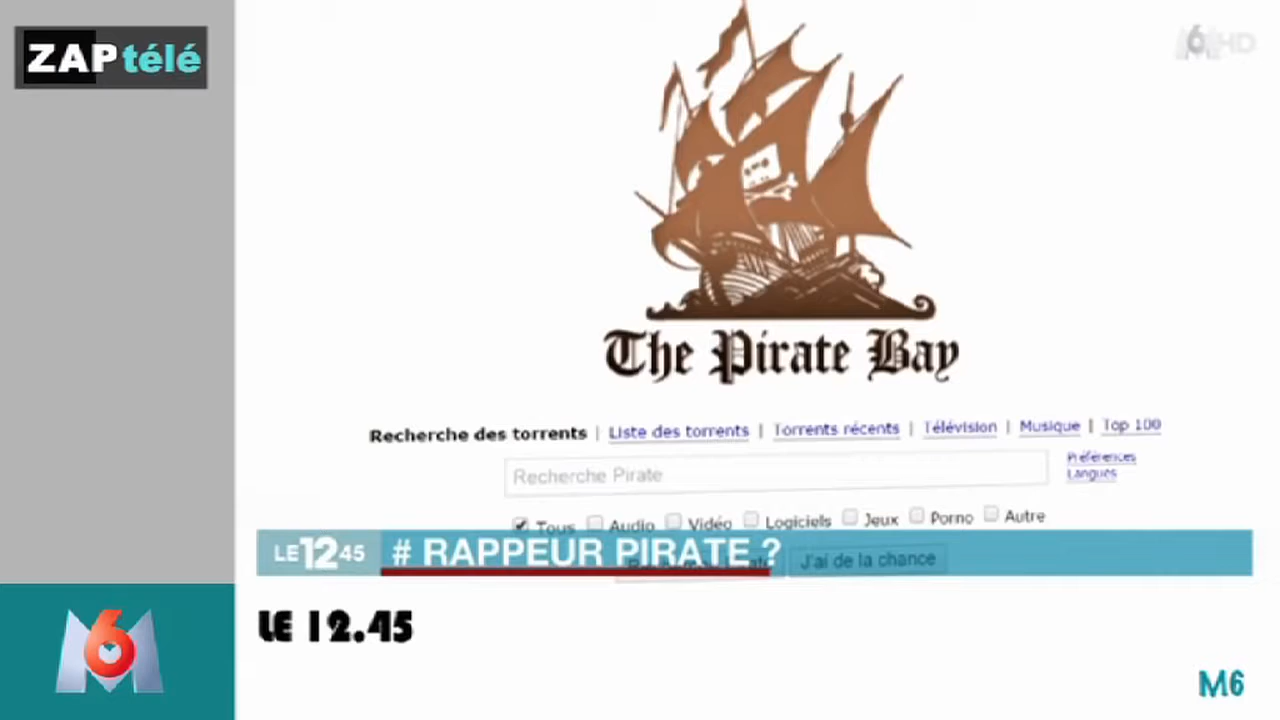 ZAPtélé
M6HD
The Pirate Bay
Recherche des torrents | Liste des torrents | Torrents récents | Télévision | Musique | Top 100
Recherche Pirate
Préférences
Langues
Tous Audio Vidéo Logiciels Jeux Porno Autre
LE 12 45 # RAPPEUR PIRATE ?
J'ai de la chance
LE 12.45
M6
M6